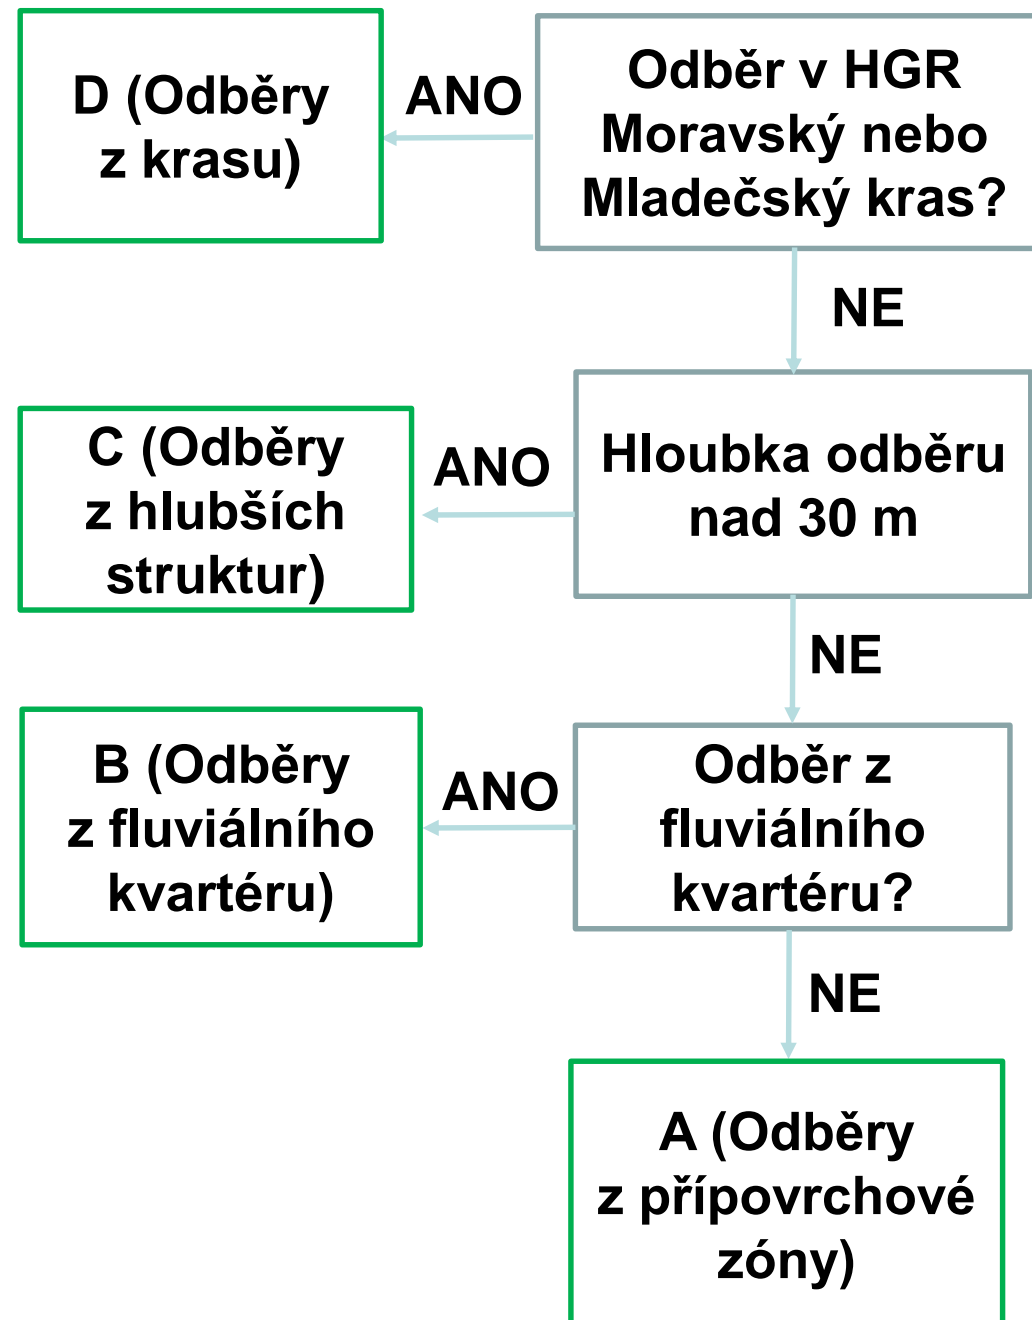 D (Odběry
z krasu)
ANO
Odběr v HGR
Moravský nebo
Mladečský kras?
NE
C (Odběry
z hlubších
struktur)
ANO
Hloubka odběru
nad 30 m
NE
B (Odběry
z fluviálního
kvartéru)
ANO
Odběr z
fluviálního
kvartéru?
NE
A (Odběry
z přípovrchové
zóny)